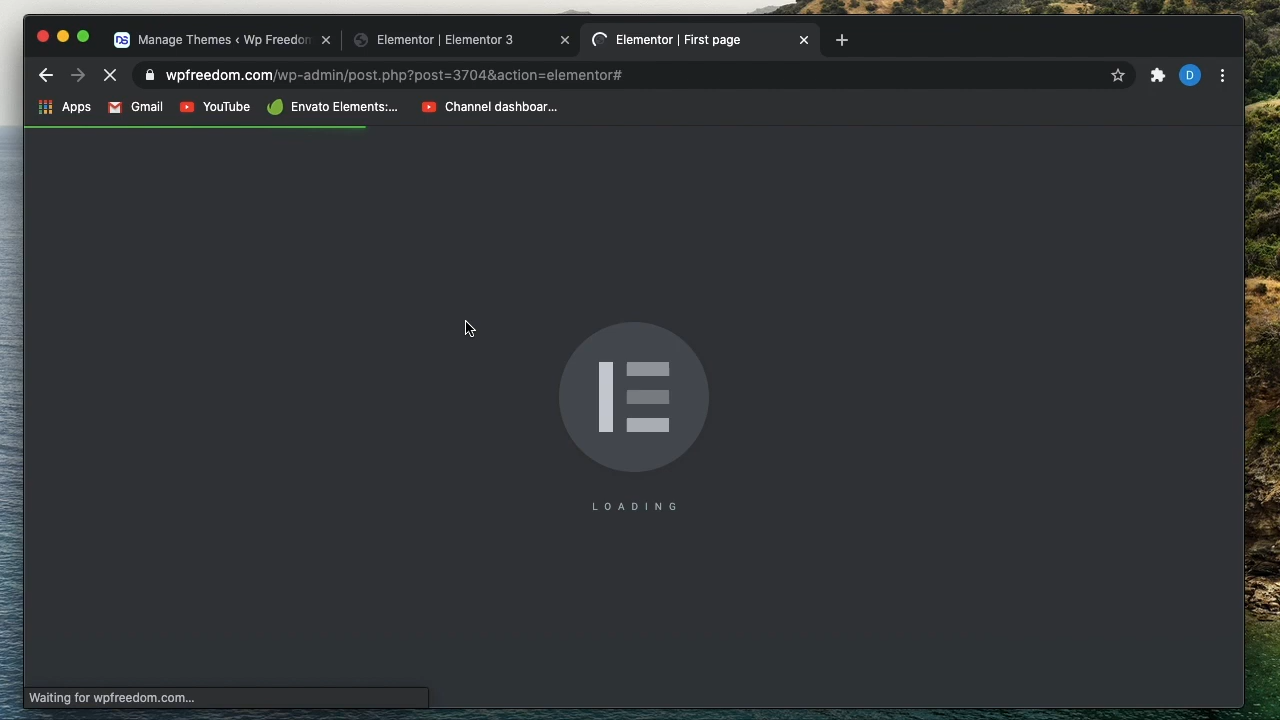 Manage Themes ‹ Wp Freedom
Elementor | Elementor 3
Elementor | First page
wpfreedom.com/wp-admin/post.php?post=3704&action=elementor#
D
Apps
Gmail
YouTube
Envato Elements:...
Channel dashboar...
LOADING
Waiting for wpfreedom.com...